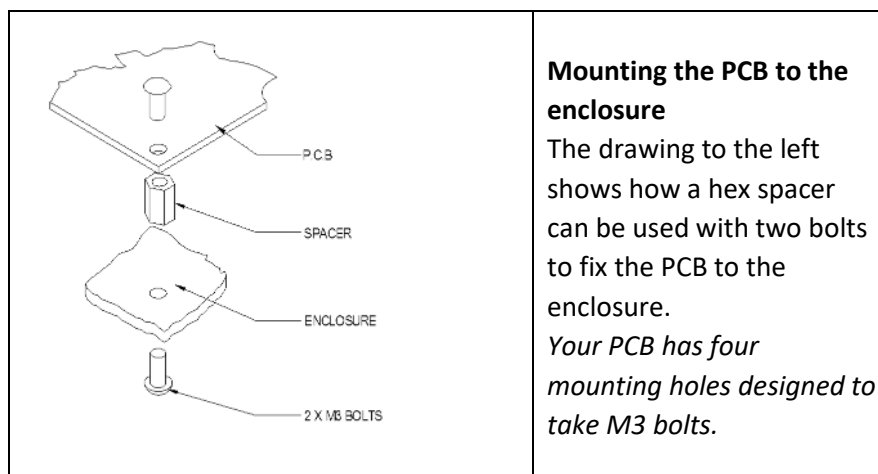 P.C.B
SPACER
ENCLOSURE
2 X M3 BOLTS
Mounting the PCB to the
enclosure
The drawing to the left
shows how a hex spacer
can be used with two bolts
to fix the PCB to the
enclosure.
Your PCB has four
mounting holes designed to
take M3 bolts.